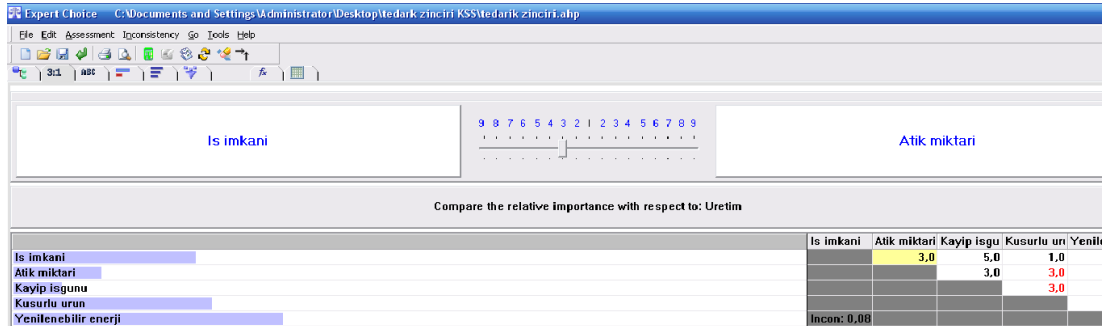 Expert Choice C:\Documents and Settings\Administrator\Desktop\tedark zinciri KSS\tedarik zinciri.ahp
File Edit Assessment Inconsistency Go Tools Help
3:1 ABC fx
Is imkani
9 8 7 6 5 4 3 2 1 2 3 4 5 6 7 8 9
Atik miktari
Compare the relative importance with respect to: Uretim
Is imkani Atik miktari Kayip isgu Kusurlu uru Yenile
Is imkani 3,0 5,0 1,0
Atik miktari 3,0 3,0
Kayip isgunu 3,0
Kusurlu urun
Yenilenebilir enerji Incon: 0,08